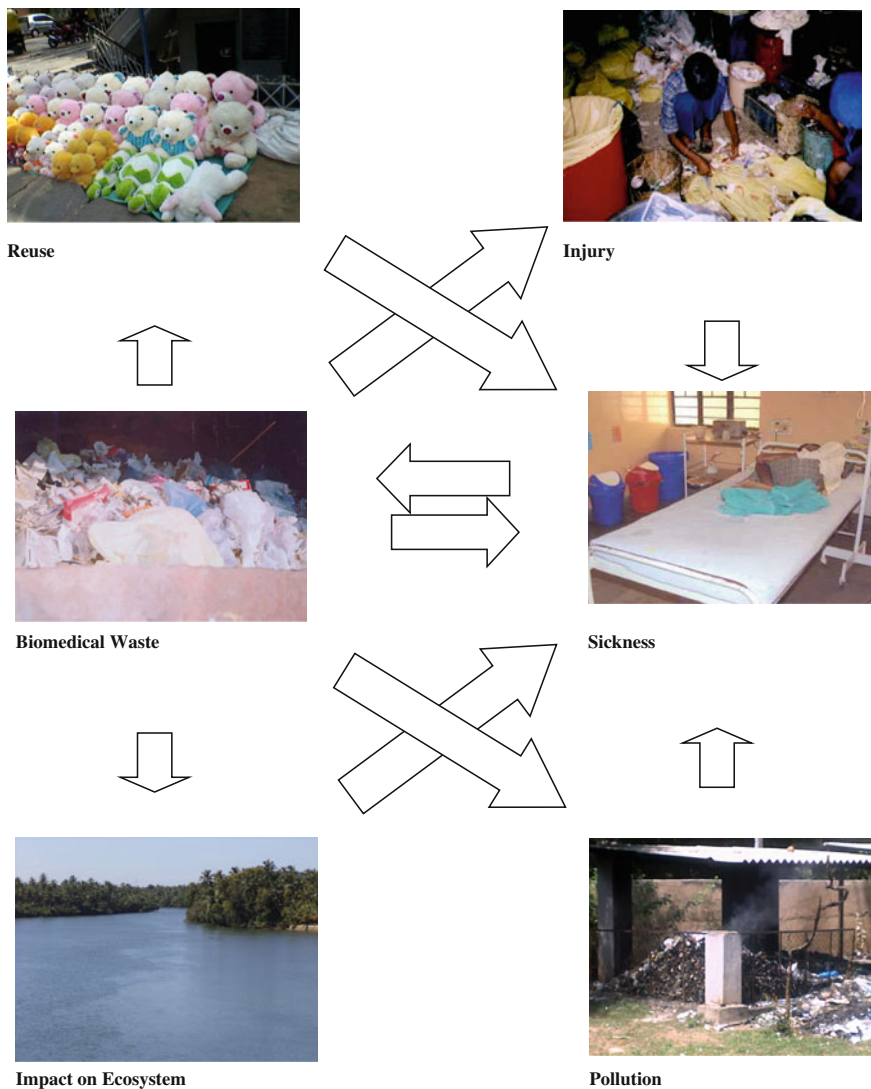 Reuse
Injury
Biomedical Waste
Sickness
Impact on Ecosystem
Pollution